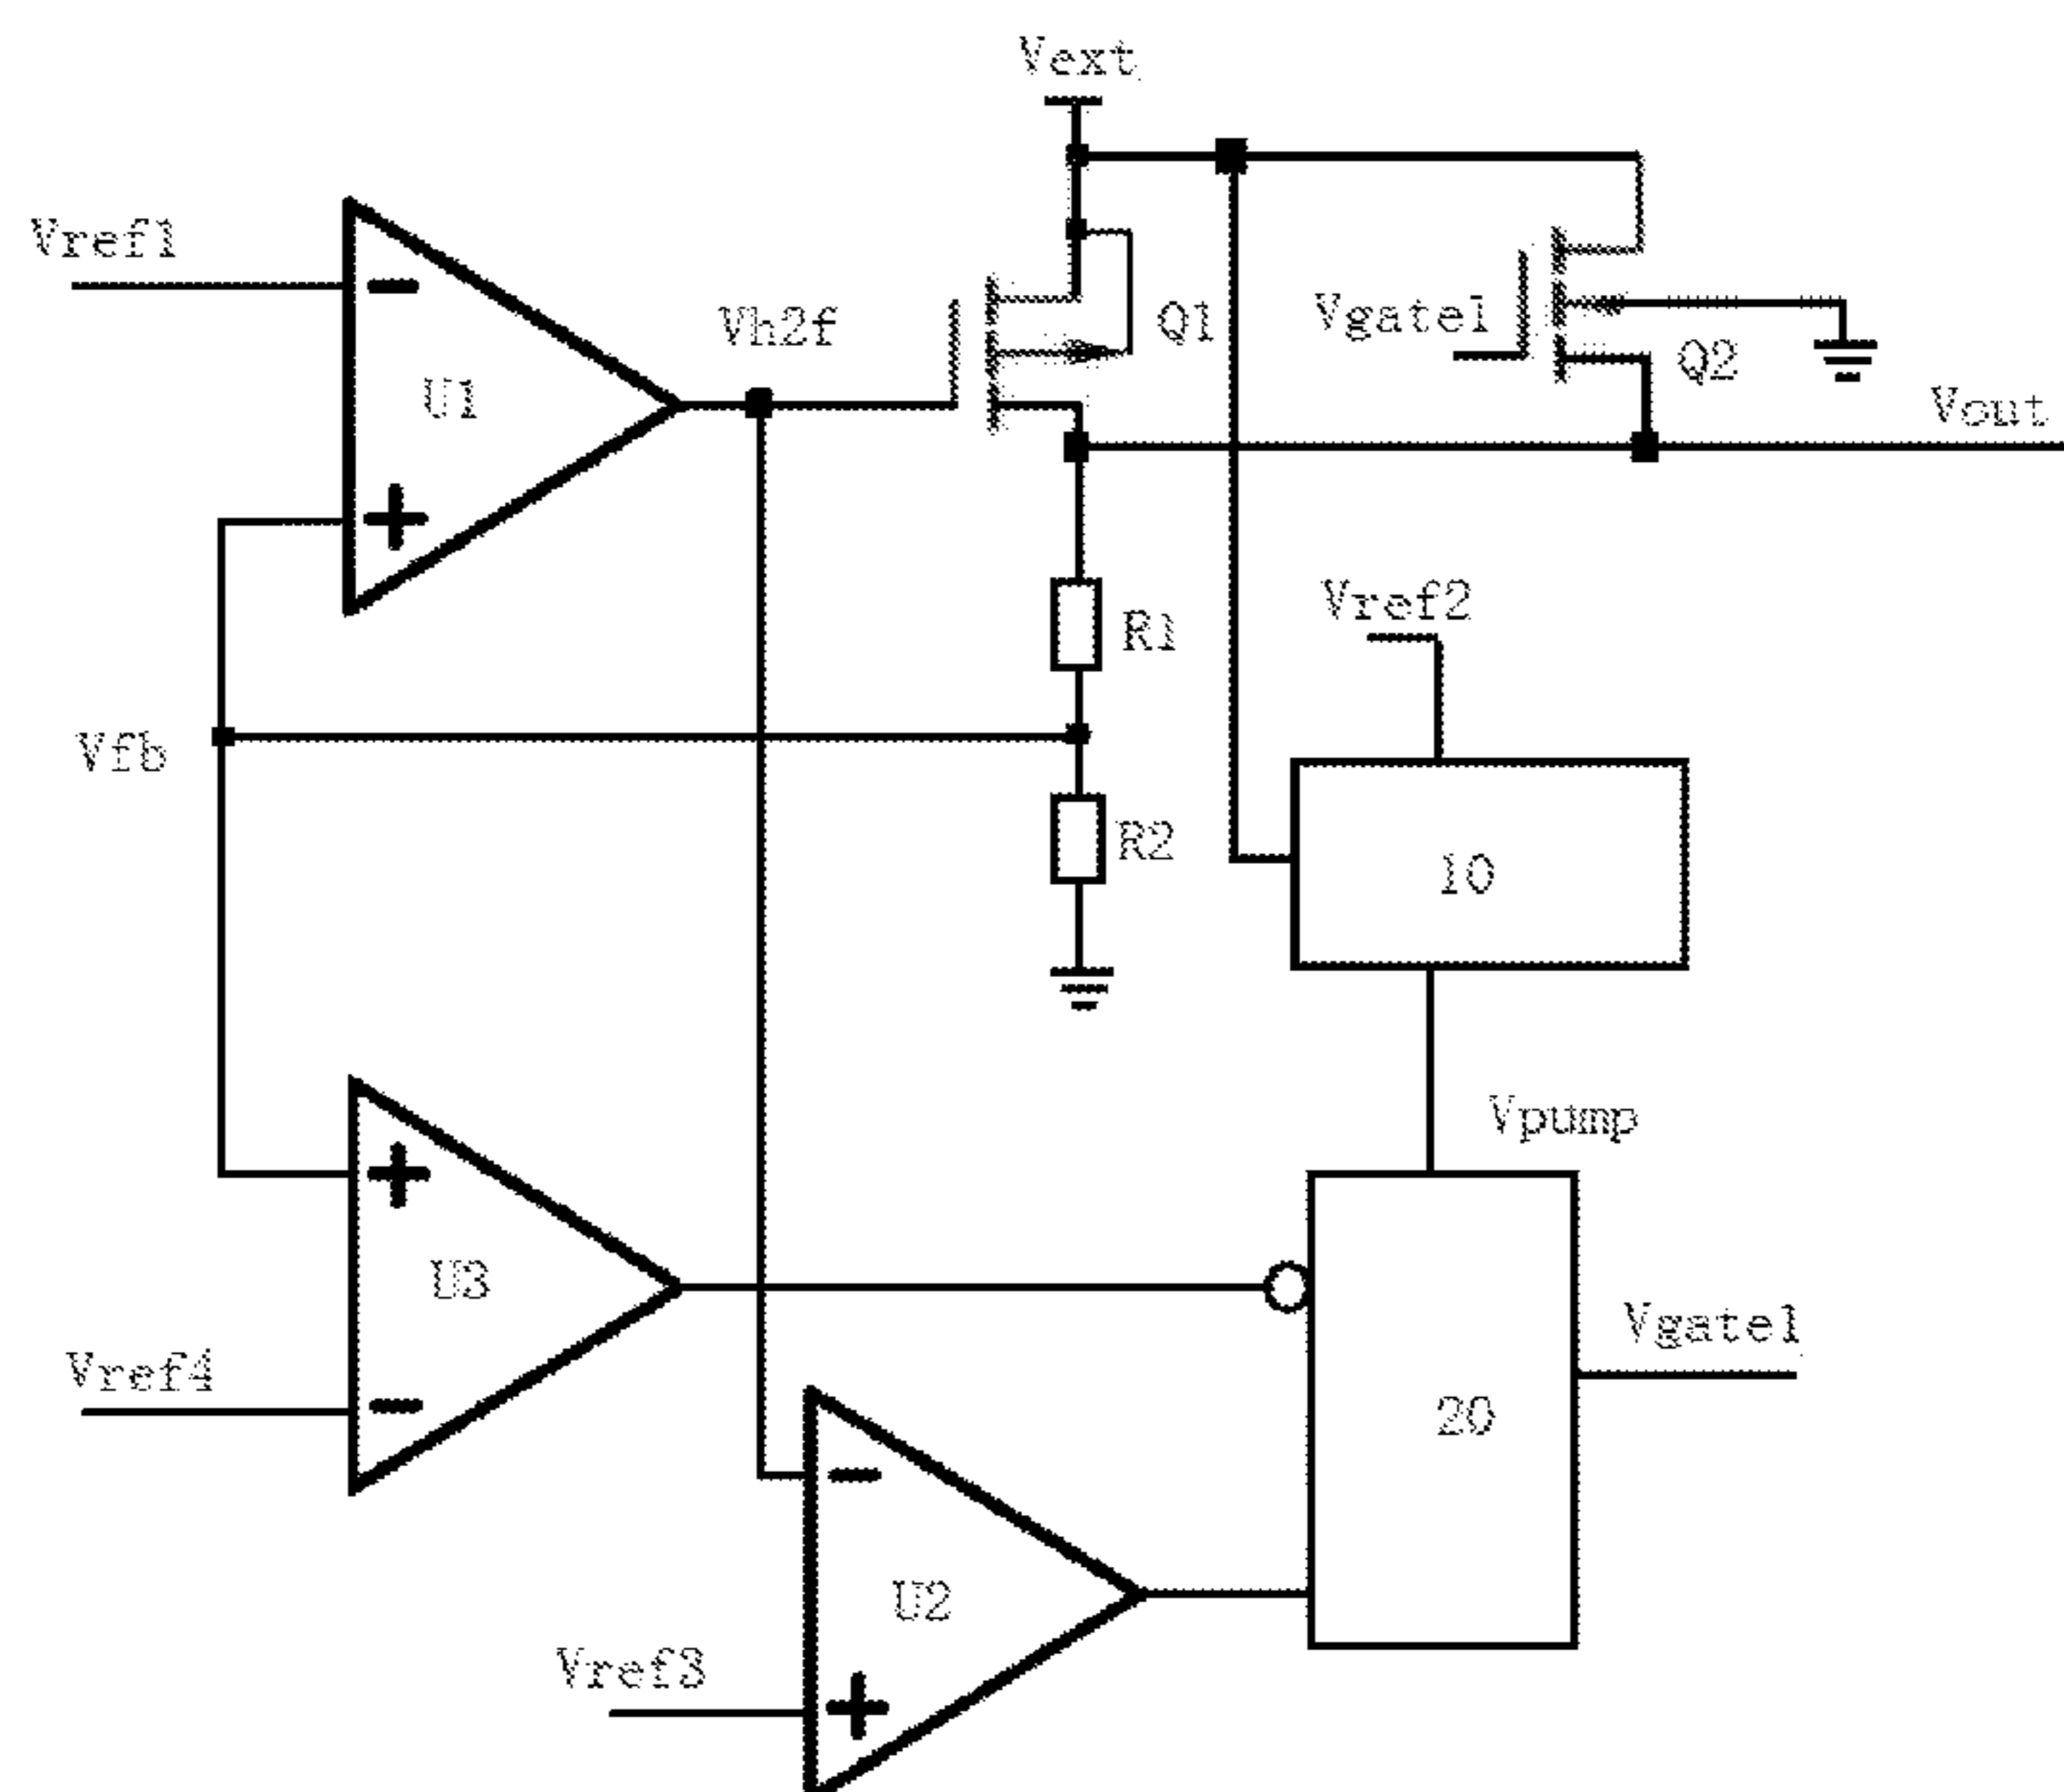 Vext
Vref1
Vh2f
Q1
Vgate1
Q2
U1
Vout
Vref2
R1
Vfb
R2
10
Vpump
U3
Vgate1
Vref4
20
U2
Vref3